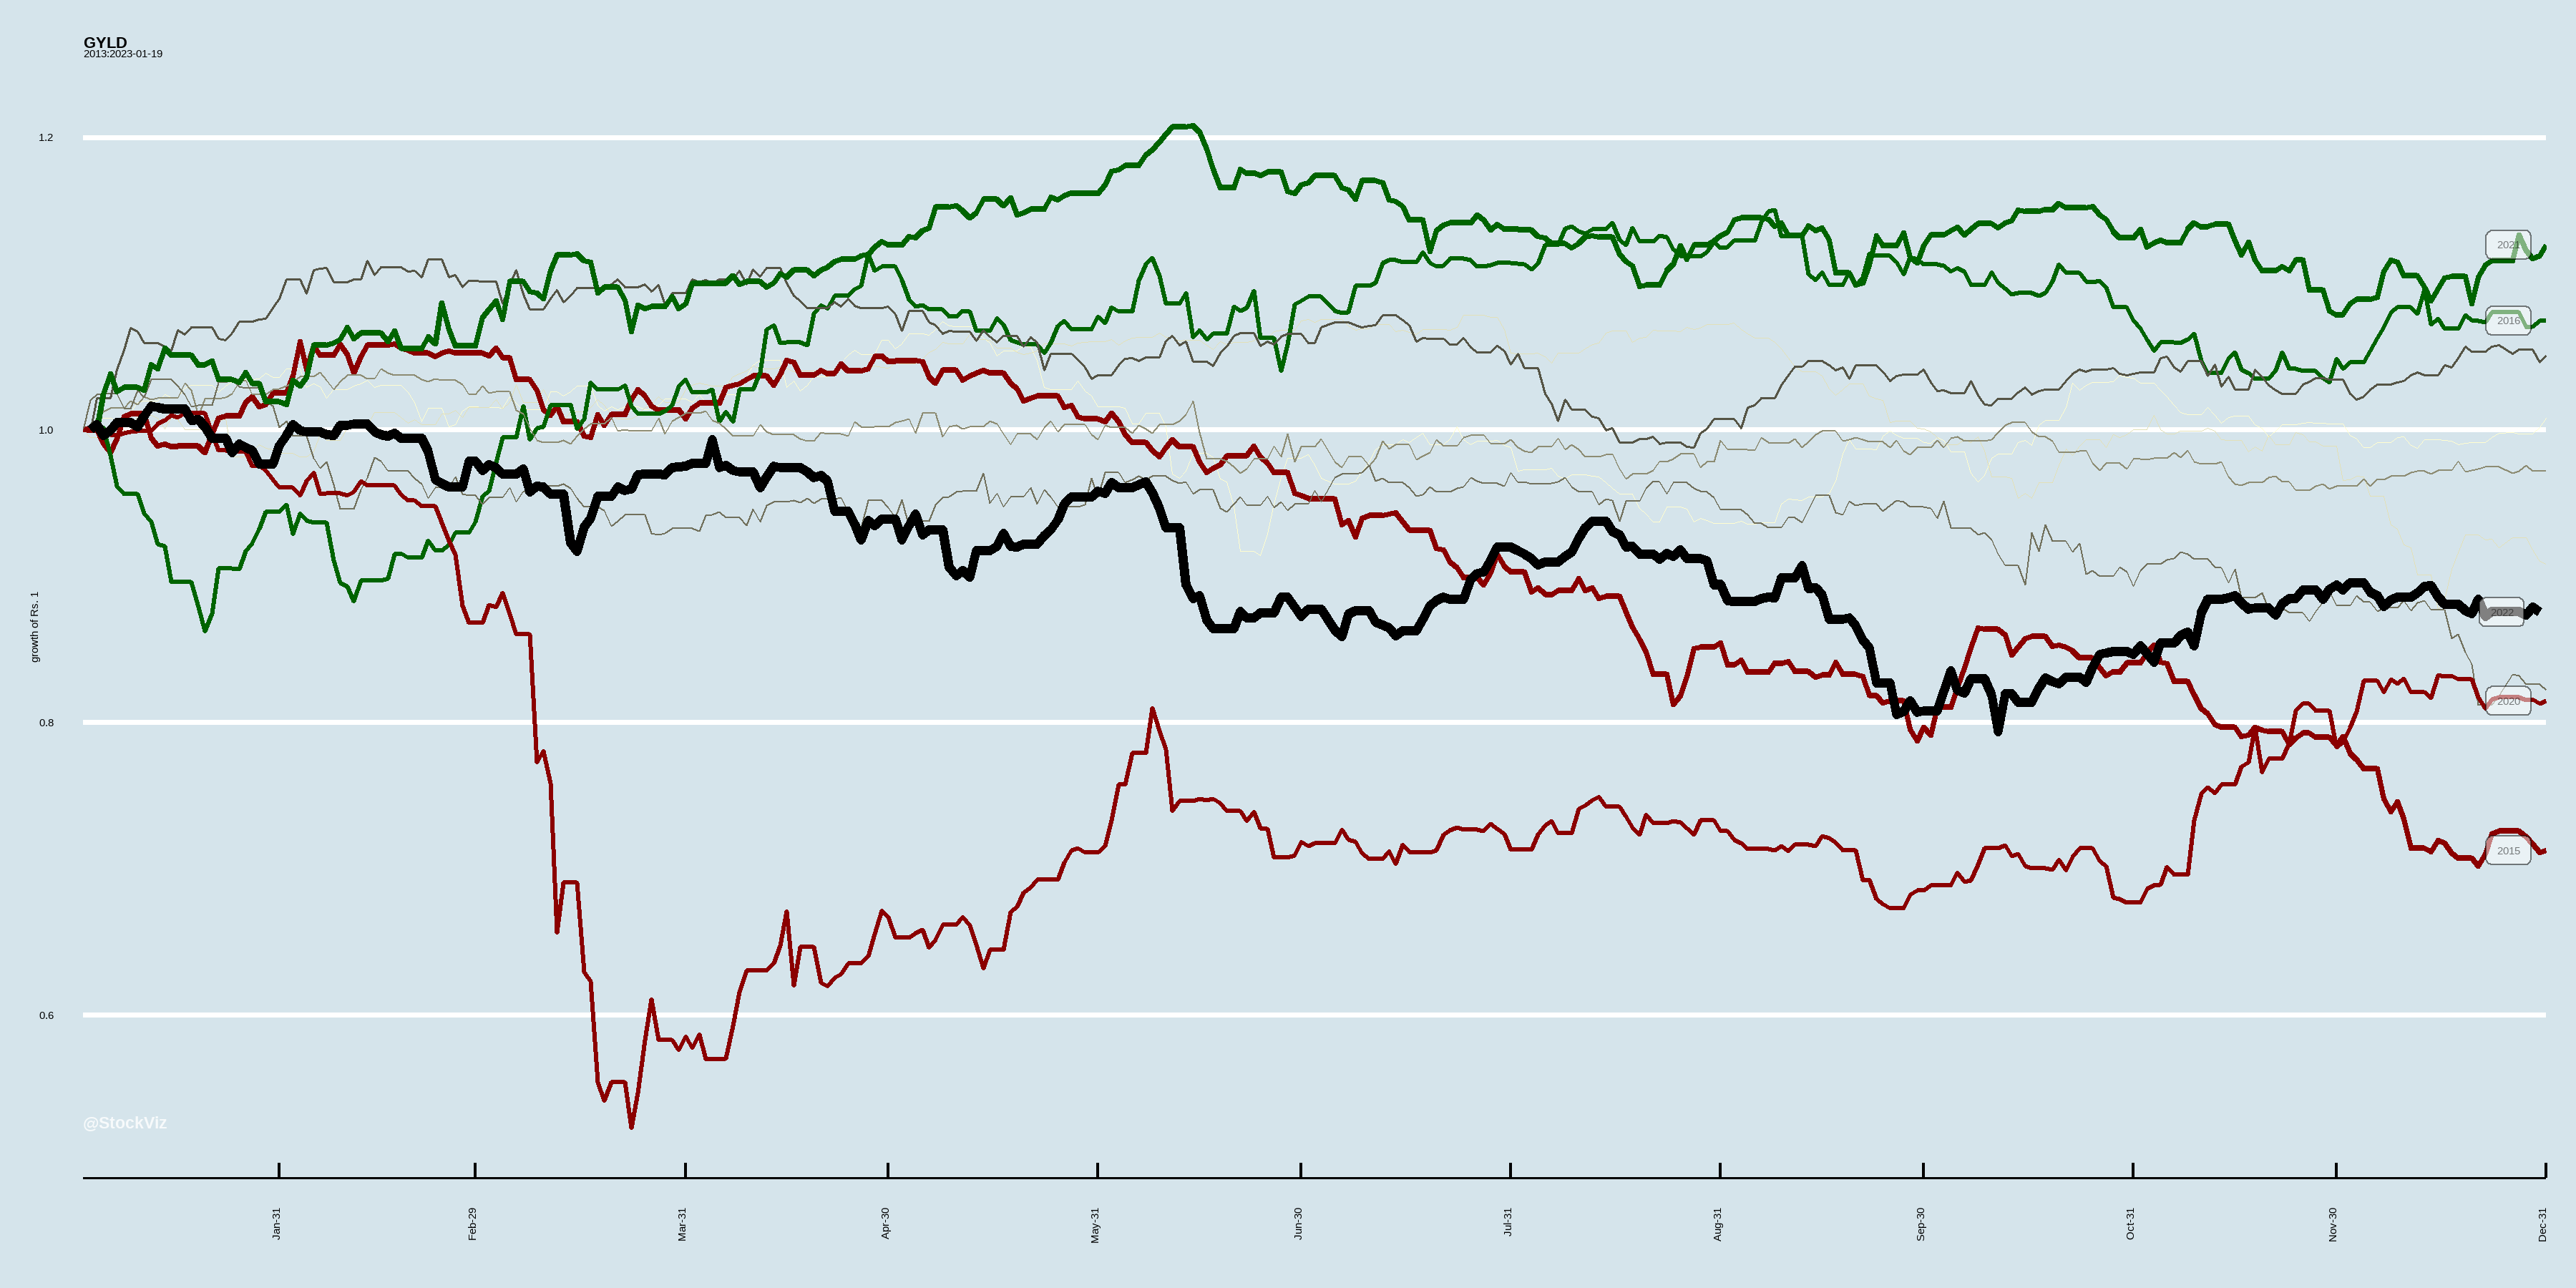 GYLD
2013:2023-01-19
1.2
1.0
0.8
0.6
growth of Rs. 1
2021
2016
2022
2020
2015
@StockViz
Jan-31
Feb-29
Mar-31
Apr-30
May-31
Jun-30
Jul-31
Aug-31
Sep-30
Oct-31
Nov-30
Dec-31